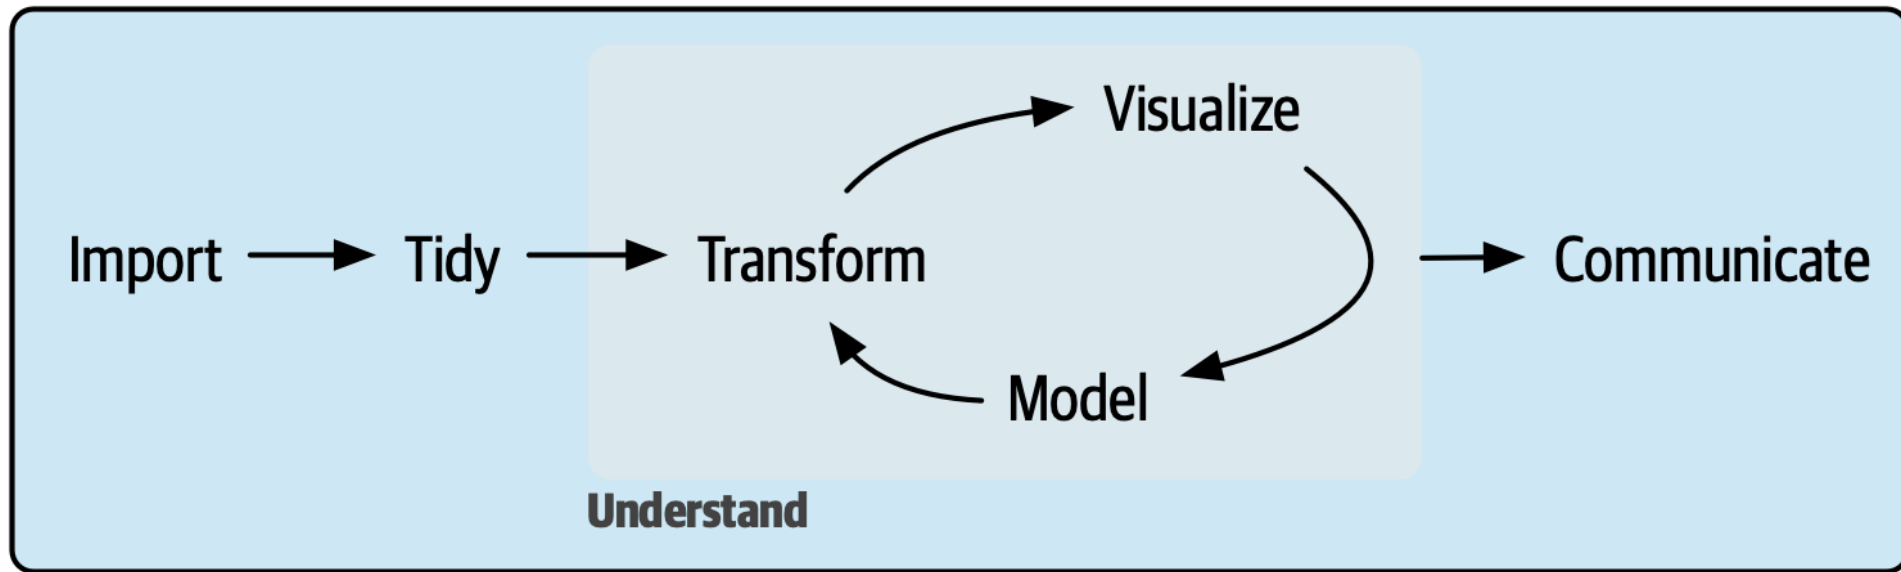 Import
Tidy
Transform
Visualize
Model
Communicate
Understand